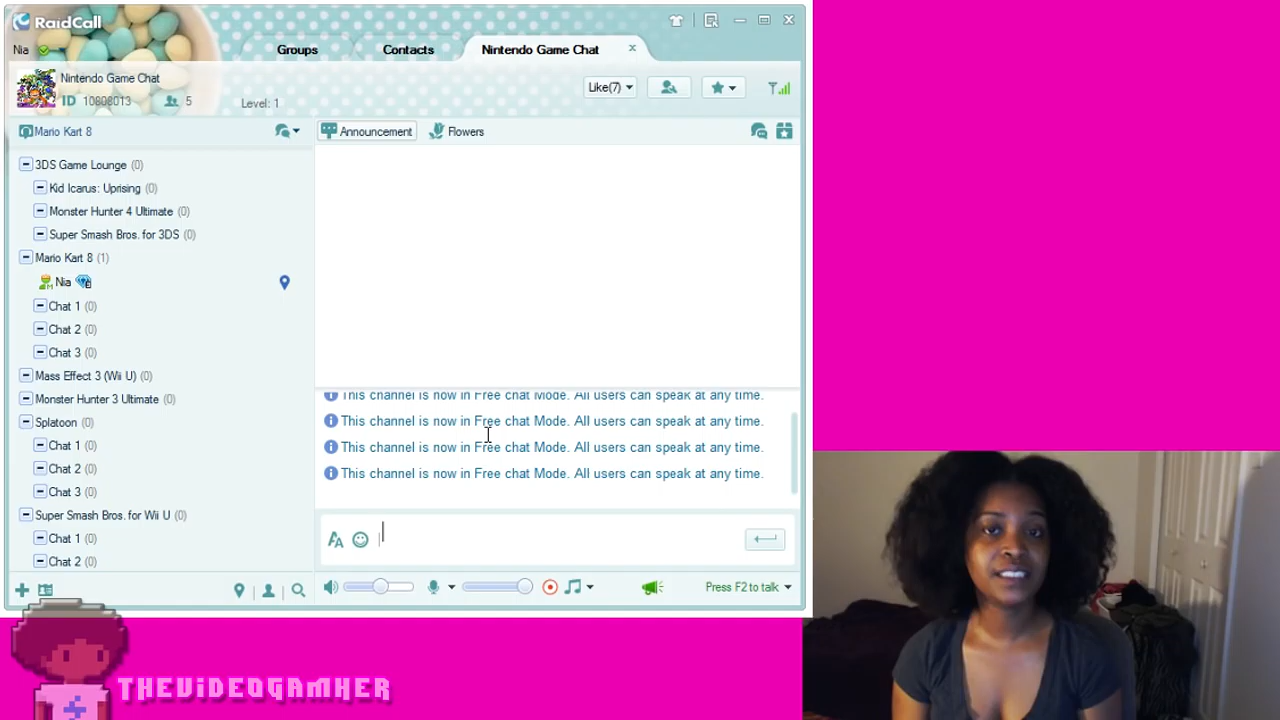 RaidCall
Nia
Groups
Contacts
Nintendo Game Chat
Nintendo Game Chat
ID 10808013 5
Level: 1
Like(7)
Mario Kart 8
Announcement
Flowers
3DS Game Lounge (0)
Kid Icarus: Uprising (0)
Monster Hunter 4 Ultimate (0)
Super Smash Bros. for 3DS (0)
Mario Kart 8 (1)
Nia
Chat 1 (0)
Chat 2 (0)
Chat 3 (0)
Mass Effect 3 (Wii U) (0)
Monster Hunter 3 Ultimate (0)
Splatoon (0)
Chat 1 (0)
Chat 2 (0)
Chat 3 (0)
Super Smash Bros. for Wii U (0)
Chat 1 (0)
Chat 2 (0)
This channel is now in Free chat Mode. All users can speak at any time.
This channel is now in Free chat Mode. All users can speak at any time.
This channel is now in Free chat Mode. All users can speak at any time.
This channel is now in Free chat Mode. All users can speak at any time.
Press F2 to talk
THEVIDEOGAMHER